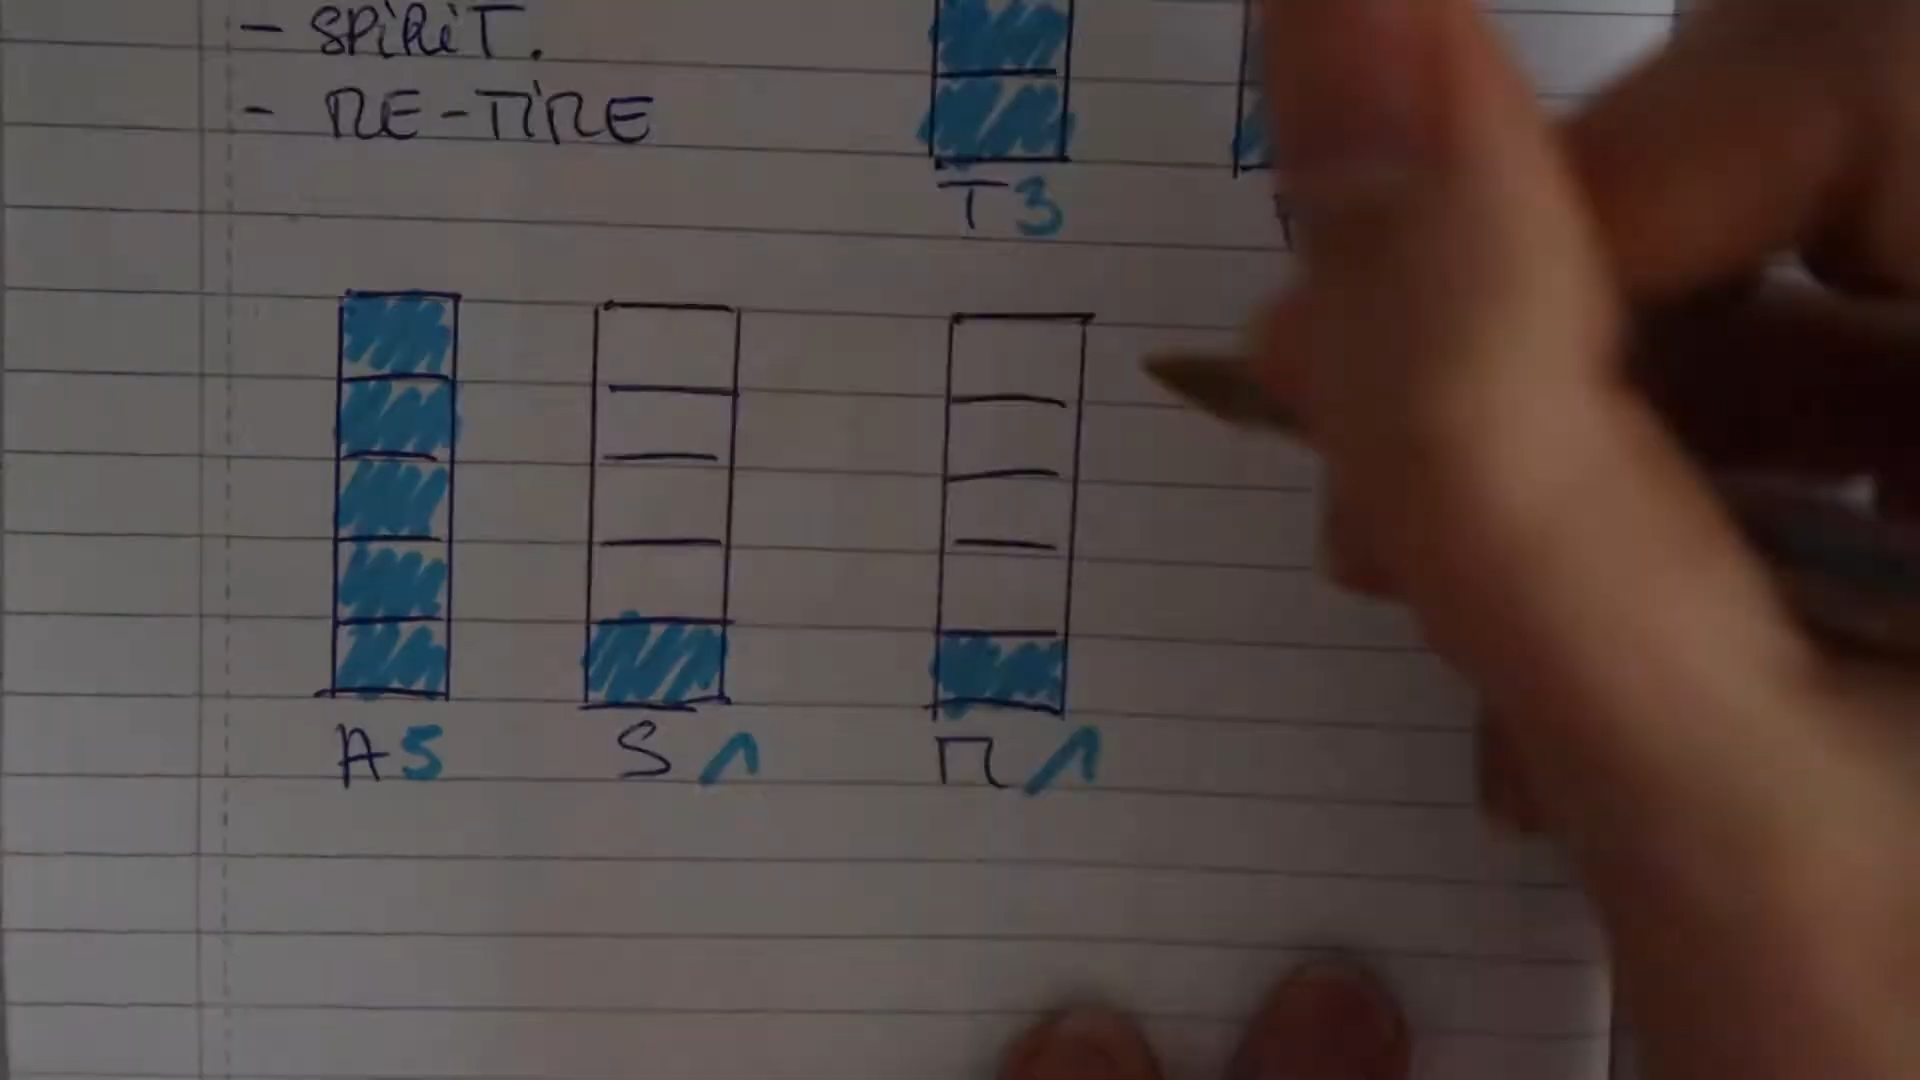 - SPiRiT.
- RE-TiRE
T3
A5 S1 R1